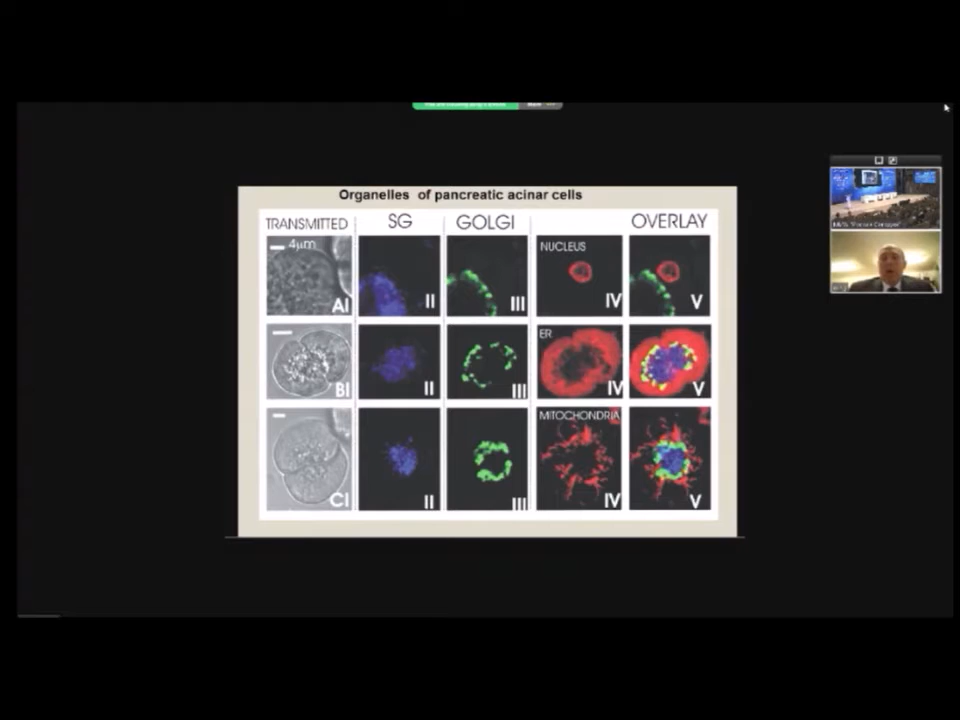 Organelles of pancreatic acinar cells
TRANSMITTED SG GOLGI OVERLAY
4µm NUCLEUS
AI II III IV V
ER
BI II III IV V
MITOCHONDRIA
CI II III IV V